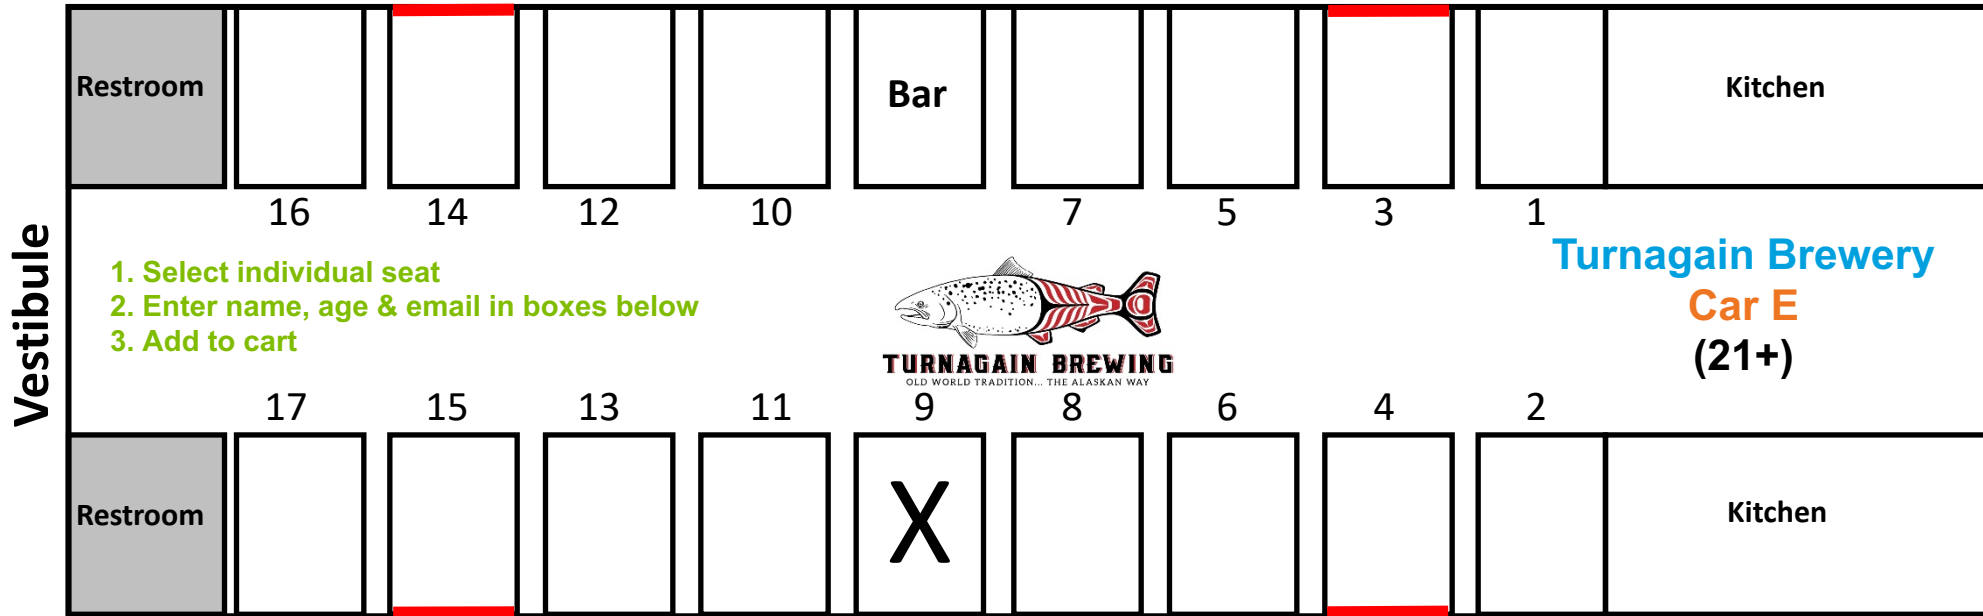 Restroom
Bar
Kitchen
16 14 12 10 7 5 3 1
Vestibule
1. Select individual seat
2. Enter name, age & email in boxes below
3. Add to cart
TURNAGAIN BREWING
OLD WORLD TRADITION... THE ALASKAN WAY
Turnagain Brewery
Car E
(21+)
17 15 13 11 9 8 6 4 2
Restroom
X
Kitchen